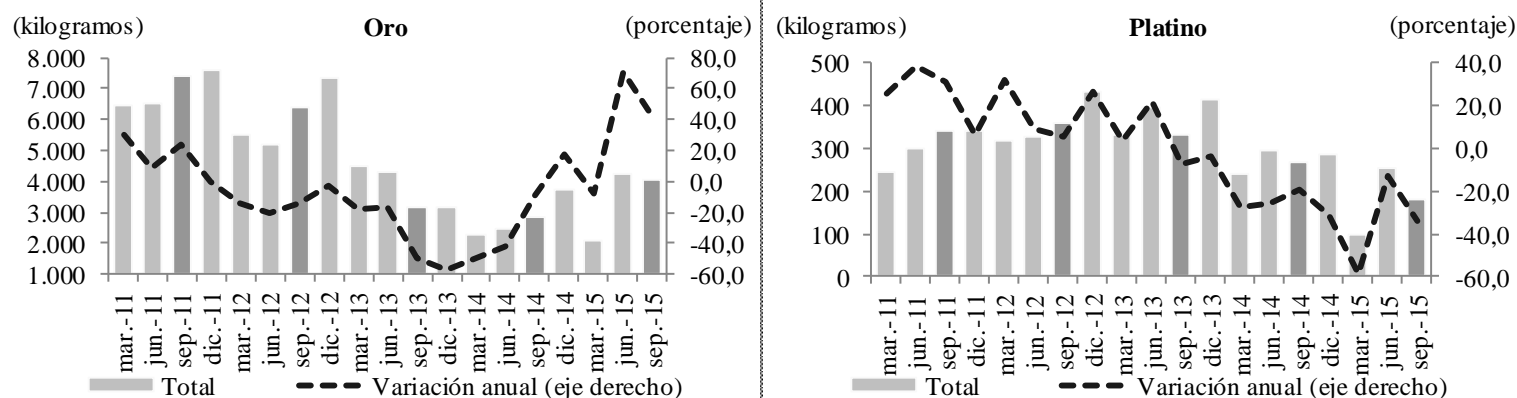 (kilogramos) Oro (porcentaje)
8.000
7.000
6.000
5.000
4.000
3.000
2.000
1.000
80,0
60,0
40,0
20,0
0,0
-20,0
-40,0
-60,0
mar.-11
jun.-11
sep.-11
dic.-11
mar.-12
jun.-12
sep.-12
dic.-12
mar.-13
jun.-13
sep.-13
dic.-13
mar.-14
jun.-14
sep.-14
dic.-14
mar.-15
jun.-15
sep.-15
Total Variación anual (eje derecho)
(kilogramos) Platino (porcentaje)
500
400
300
200
100
0
40,0
20,0
0,0
-20,0
-40,0
-60,0
mar.-11
jun.-11
sep.-11
dic.-11
mar.-12
jun.-12
sep.-12
dic.-12
mar.-13
jun.-13
sep.-13
dic.-13
mar.-14
jun.-14
sep.-14
dic.-14
mar.-15
jun.-15
sep.-15
Total Variación anual (eje derecho)